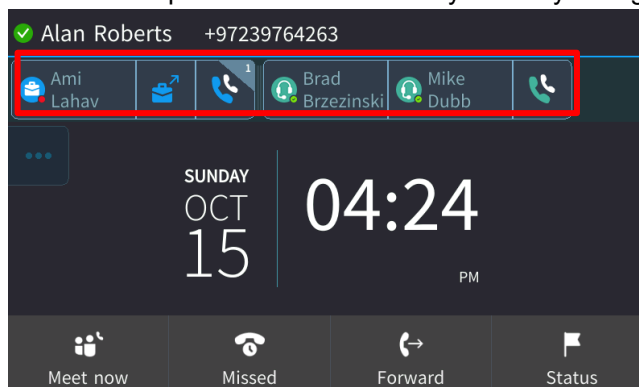 Alan Roberts +97239764263
Ami Lahav
1
Brad Brzezinski
Mike Dubb
SUNDAY
OCT
15
04:24
PM
Meet now
Missed
Forward
Status